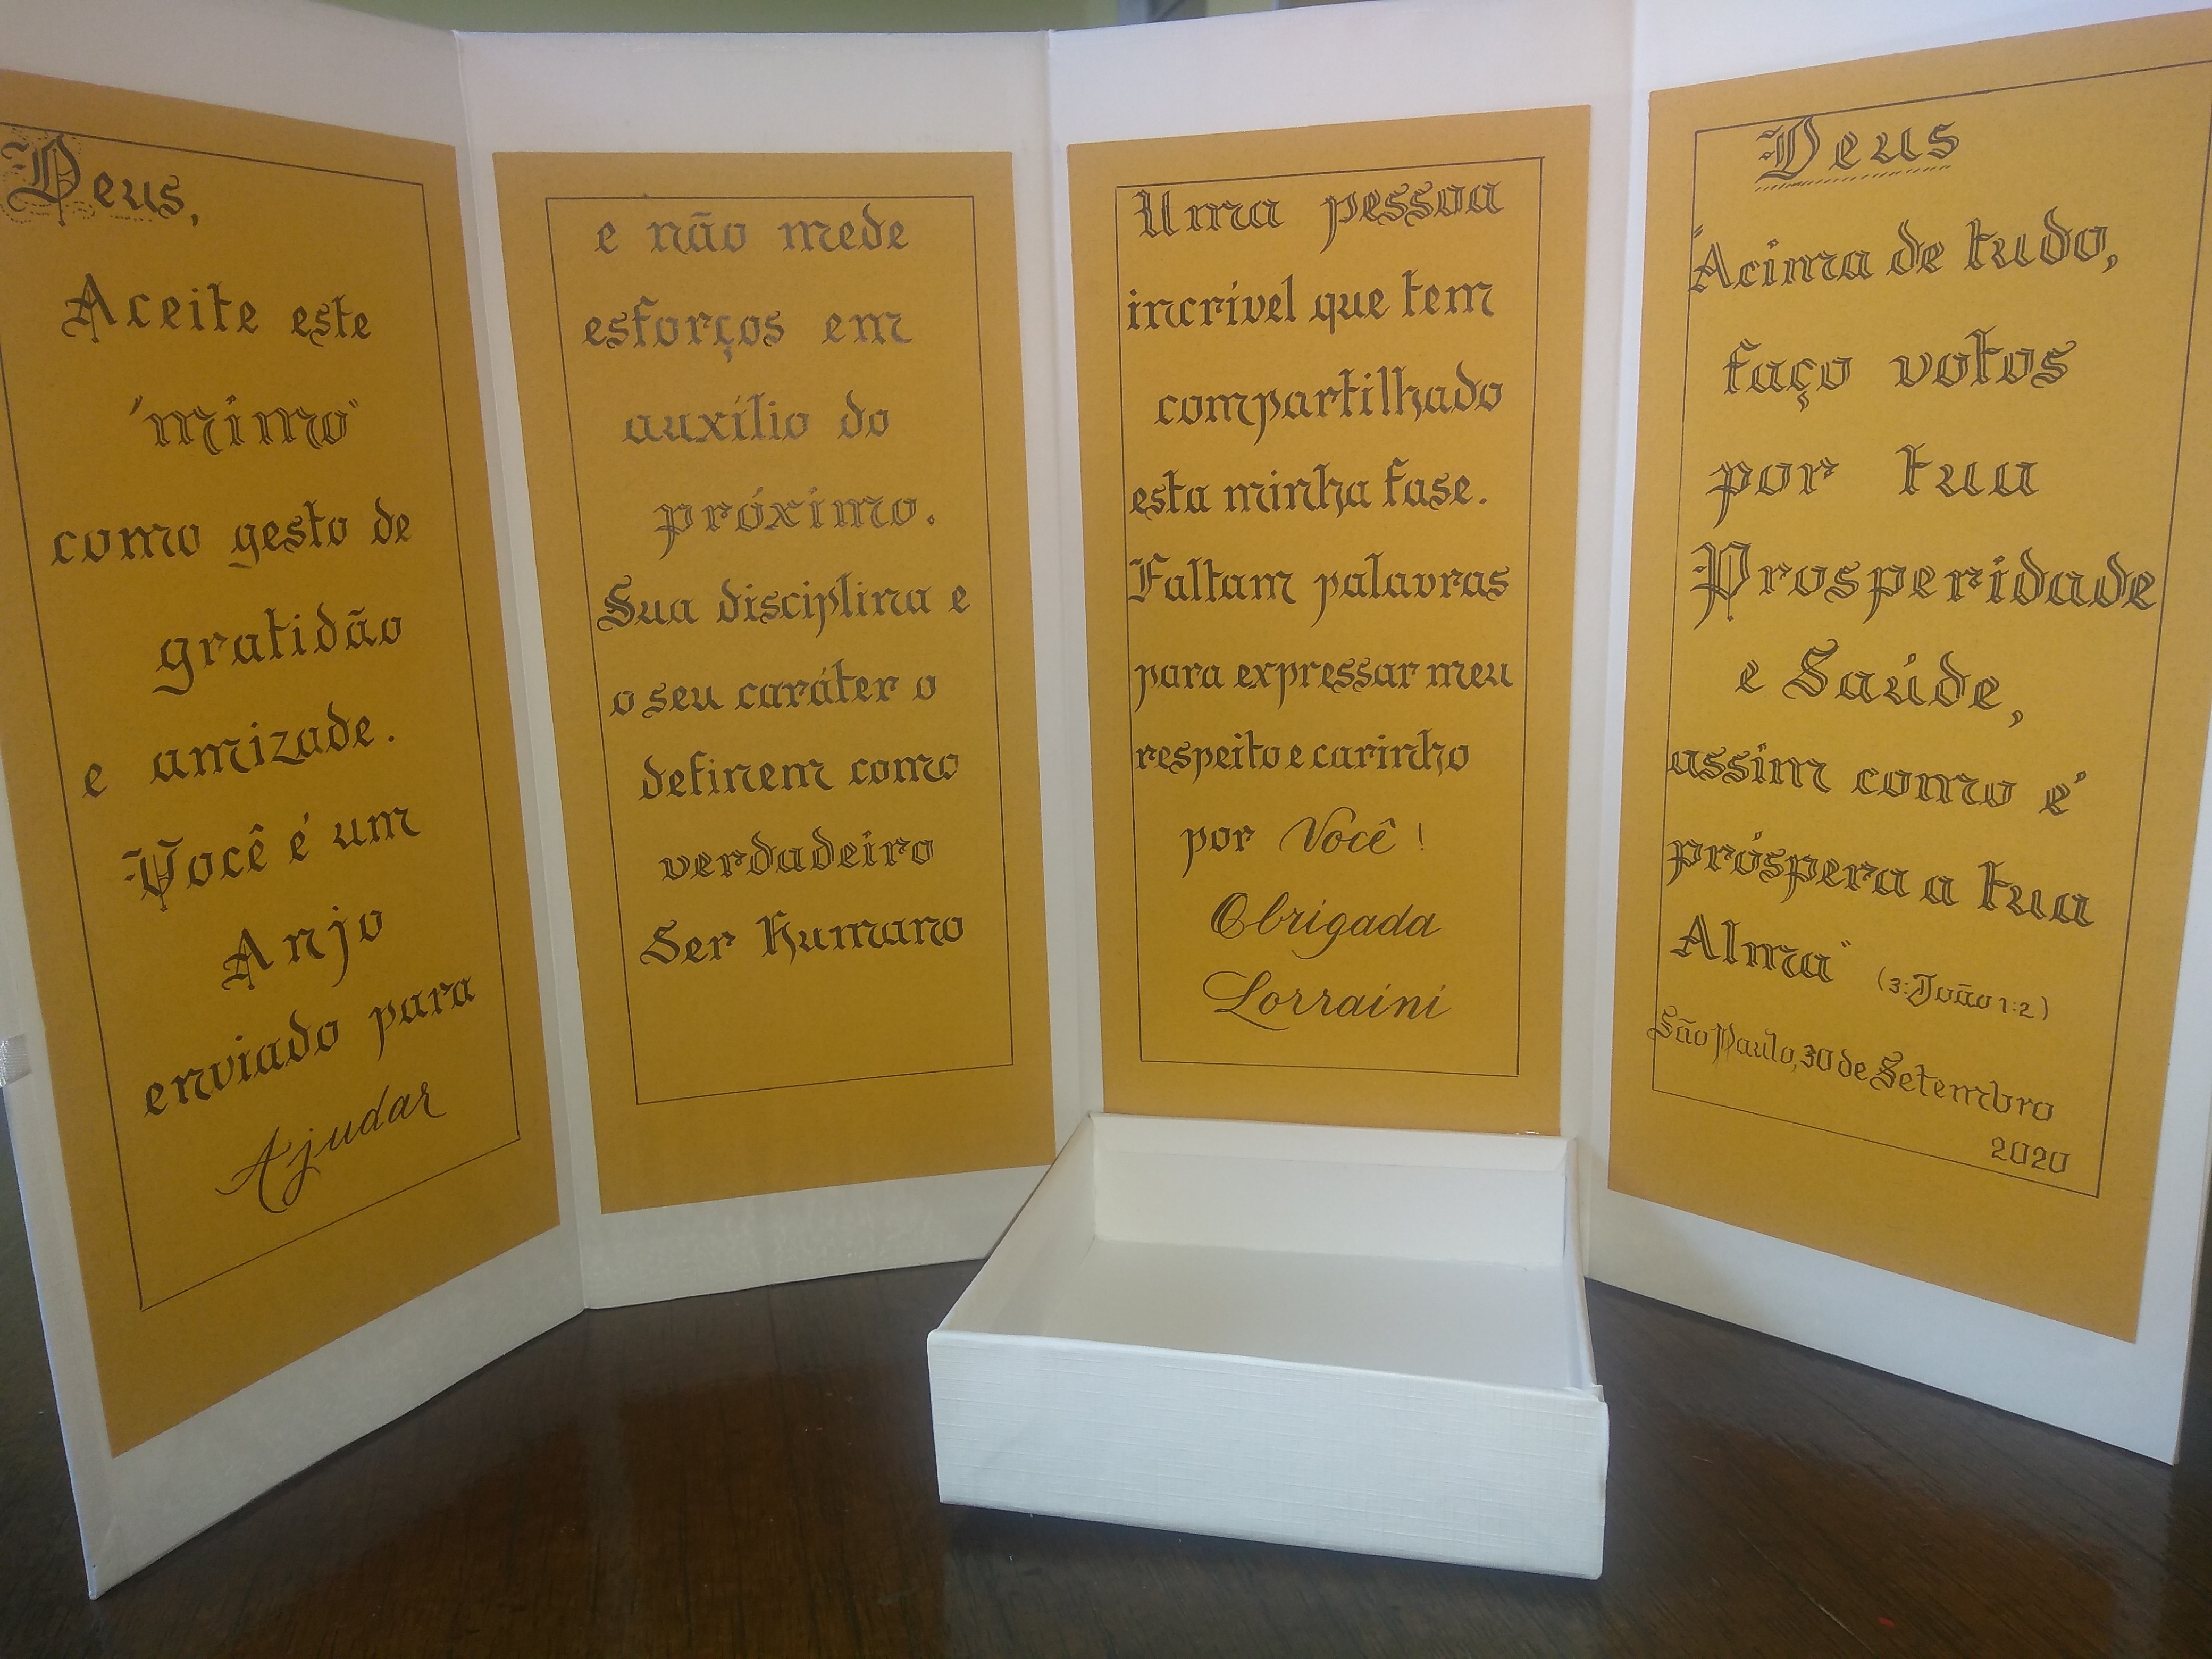 Deus,
Aceite este
"mimo"
como gesto de
gratidão
e amizade.
Você é um
Anjo
enviado para
Ajudar
e não mede
esforços em
auxílio do
próximo.
Sua disciplina e
o seu caráter o
definem como
verdadeiro
Ser Humano
Uma pessoa
incrível que tem
compartilhado
esta minha fase.
Faltam palavras
para expressar meu
respeito e carinho
por Você!
Obrigada
Lorraini
Deus
"Acima de tudo,
faço votos
por tua
Prosperidade
e Saúde,
assim como é
próspera a tua
Alma" (3:João 1:2)
São Paulo, 30 de Setembro
2020